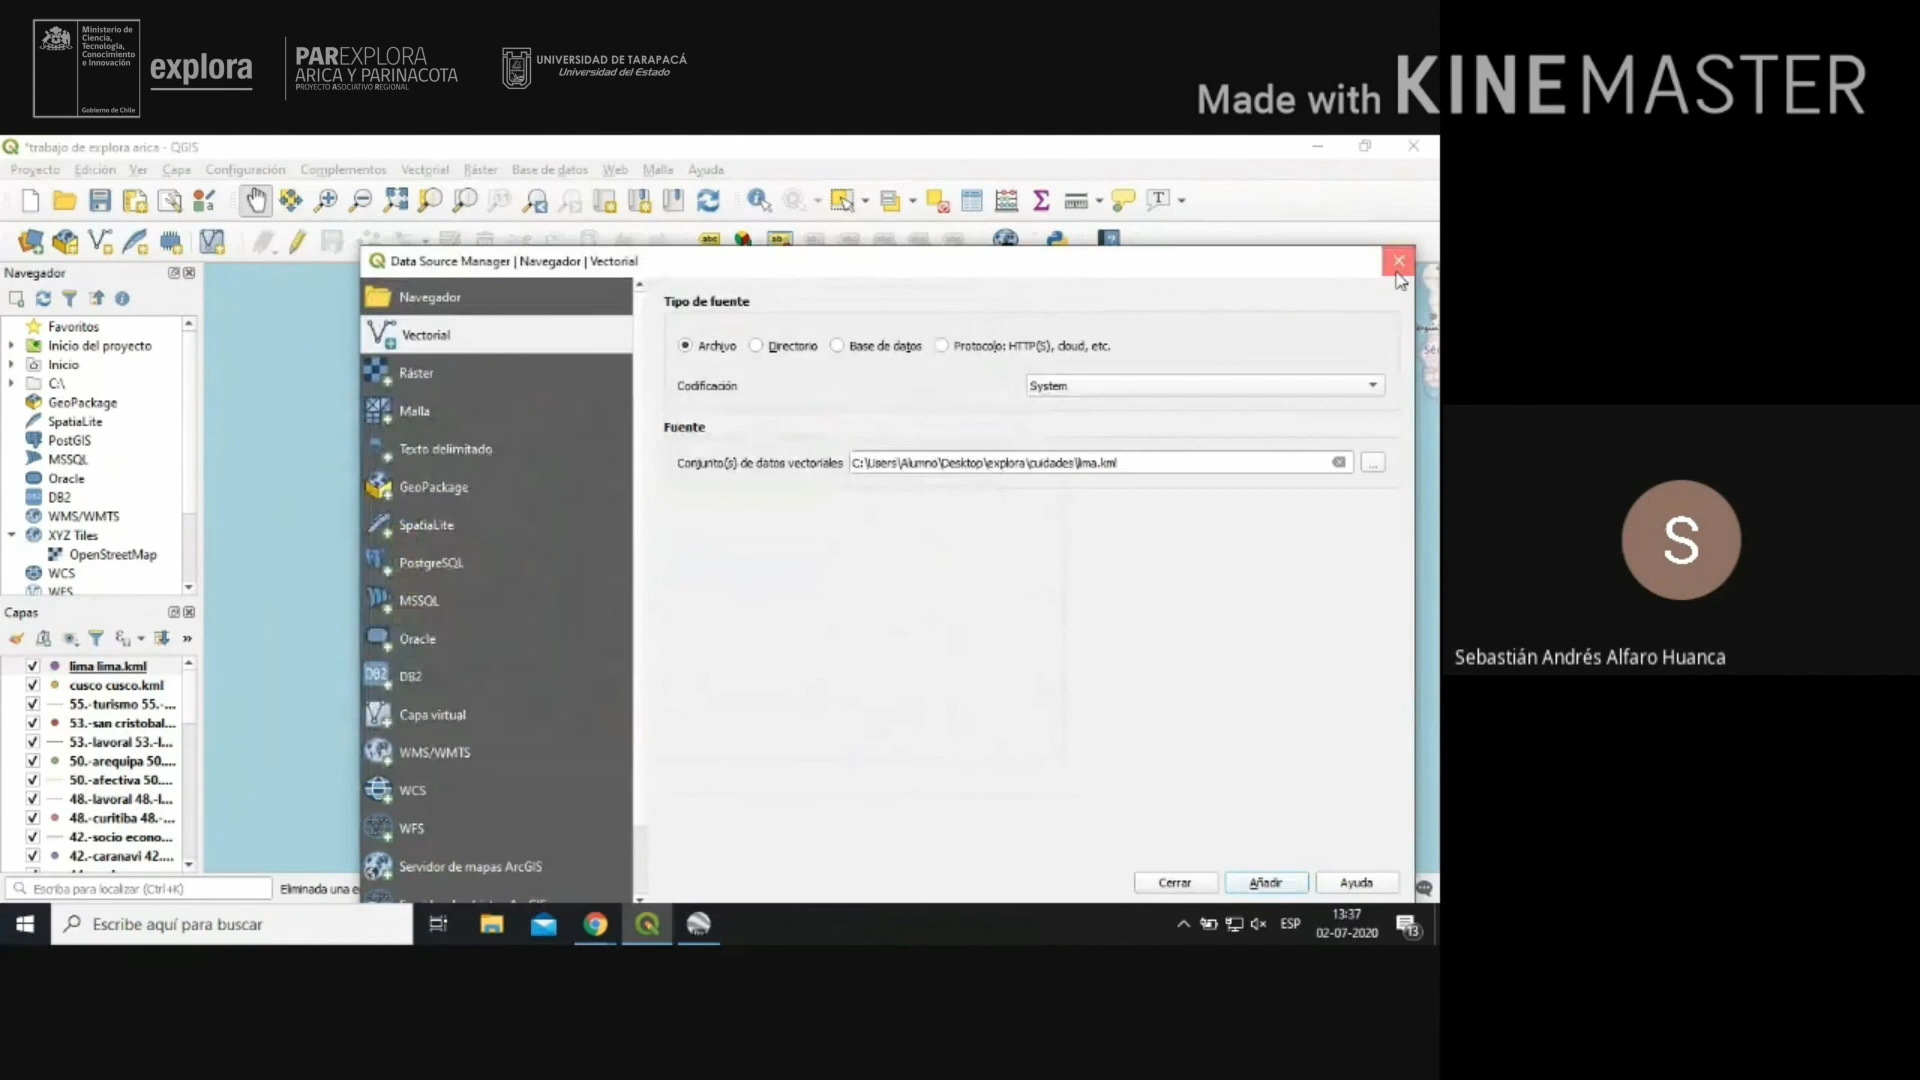 Ministerio de
Ciencia,
Tecnología,
Conocimiento
e Innovación
Gobierno de Chile
explora
PAREXPLORA
ARICA Y PARINACOTA
PROYECTO ASOCIATIVO REGIONAL
UNIVERSIDAD DE TARAPACÁ
Universidad del Estado
Made with KINEMASTER
*trabajo de explora arica - QGIS
Proyecto Edición Ver Capa Configuración Complementos Vectorial Ráster Base de datos Web Malla Ayuda
Navegador
Favoritos
Inicio del proyecto
Inicio
C:\
GeoPackage
SpatiaLite
PostGIS
MSSQL
Oracle
DB2
WMS/WMTS
XYZ Tiles
OpenStreetMap
WCS
WFS
Capas
lima lima.kml
cusco cusco.kml
55.-turismo 55.-...
53.-san cristobal...
53.-lavoral 53.-l...
50.-arequipa 50....
50.-afectiva 50....
48.-lavoral 48.-l...
48.-curitiba 48.-...
42.-socio econo...
42.-caranavi 42....
Escriba para localizar (Ctrl+K)
Eliminada una e
Data Source Manager | Navegador | Vectorial
Navegador
Vectorial
Ráster
Malla
Texto delimitado
GeoPackage
SpatiaLite
PostgreSQL
MSSQL
Oracle
DB2
Capa virtual
WMS/WMTS
WCS
WFS
Servidor de mapas ArcGIS
Tipo de fuente
Archivo Directorio Base de datos Protocolo: HTTP(S), cloud, etc.
Codificación System
Fuente
Conjunto(s) de datos vectoriales C:\Users\Alumno\Desktop\explora\cuidades\lima.kml ...
Cerrar Añadir Ayuda
Escribe aquí para buscar
ESP
13:37
02-07-2020
13
S
Sebastián Andrés Alfaro Huanca